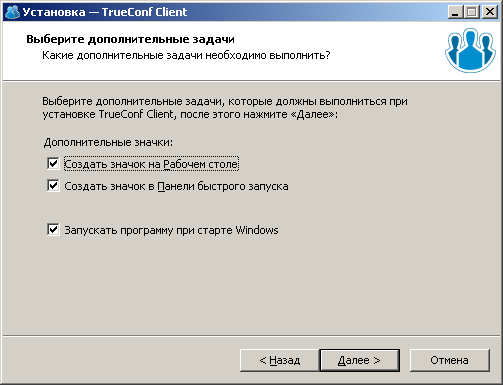 Установка — TrueConf Client
Выберите дополнительные задачи
Какие дополнительные задачи необходимо выполнить?
Выберите дополнительные задачи, которые должны выполниться при
установке TrueConf Client, после этого нажмите «Далее»:
Дополнительные значки:
Создать значок на Рабочем столе
Создать значок в Панели быстрого запуска
Запускать программу при старте Windows
< Назад
Далее >
Отмена